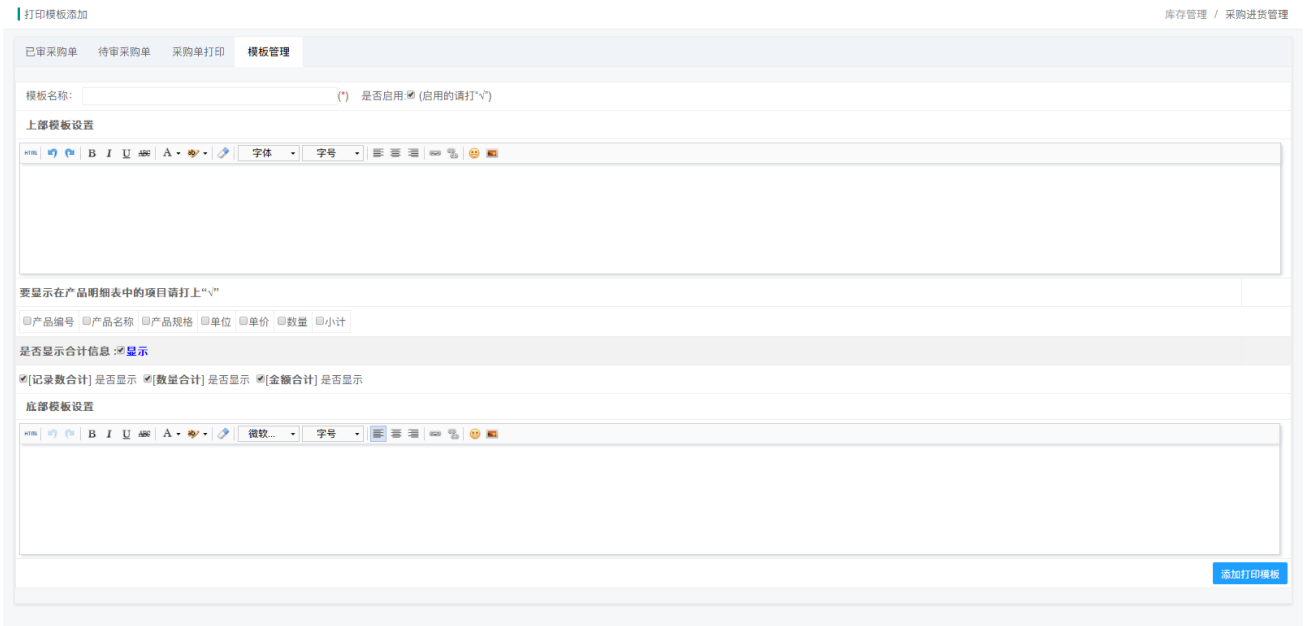 打印模板添加 库存管理 / 采购进货管理
已审采购单 待审采购单 采购单打印 模板管理
模板名称: (*) 是否启用: (启用的请打“√”)
上部模板设置
HTML B I U ABC A ab 字体 字号
要显示在产品明细表中的项目请打上“√”
产品编号 产品名称 产品规格 单位 单价 数量 小计
是否显示合计信息 :显示
[记录数合计] 是否显示 [数量合计] 是否显示 [金额合计] 是否显示
底部模板设置
HTML B I U ABC A ab 微软... 字号
添加打印模板